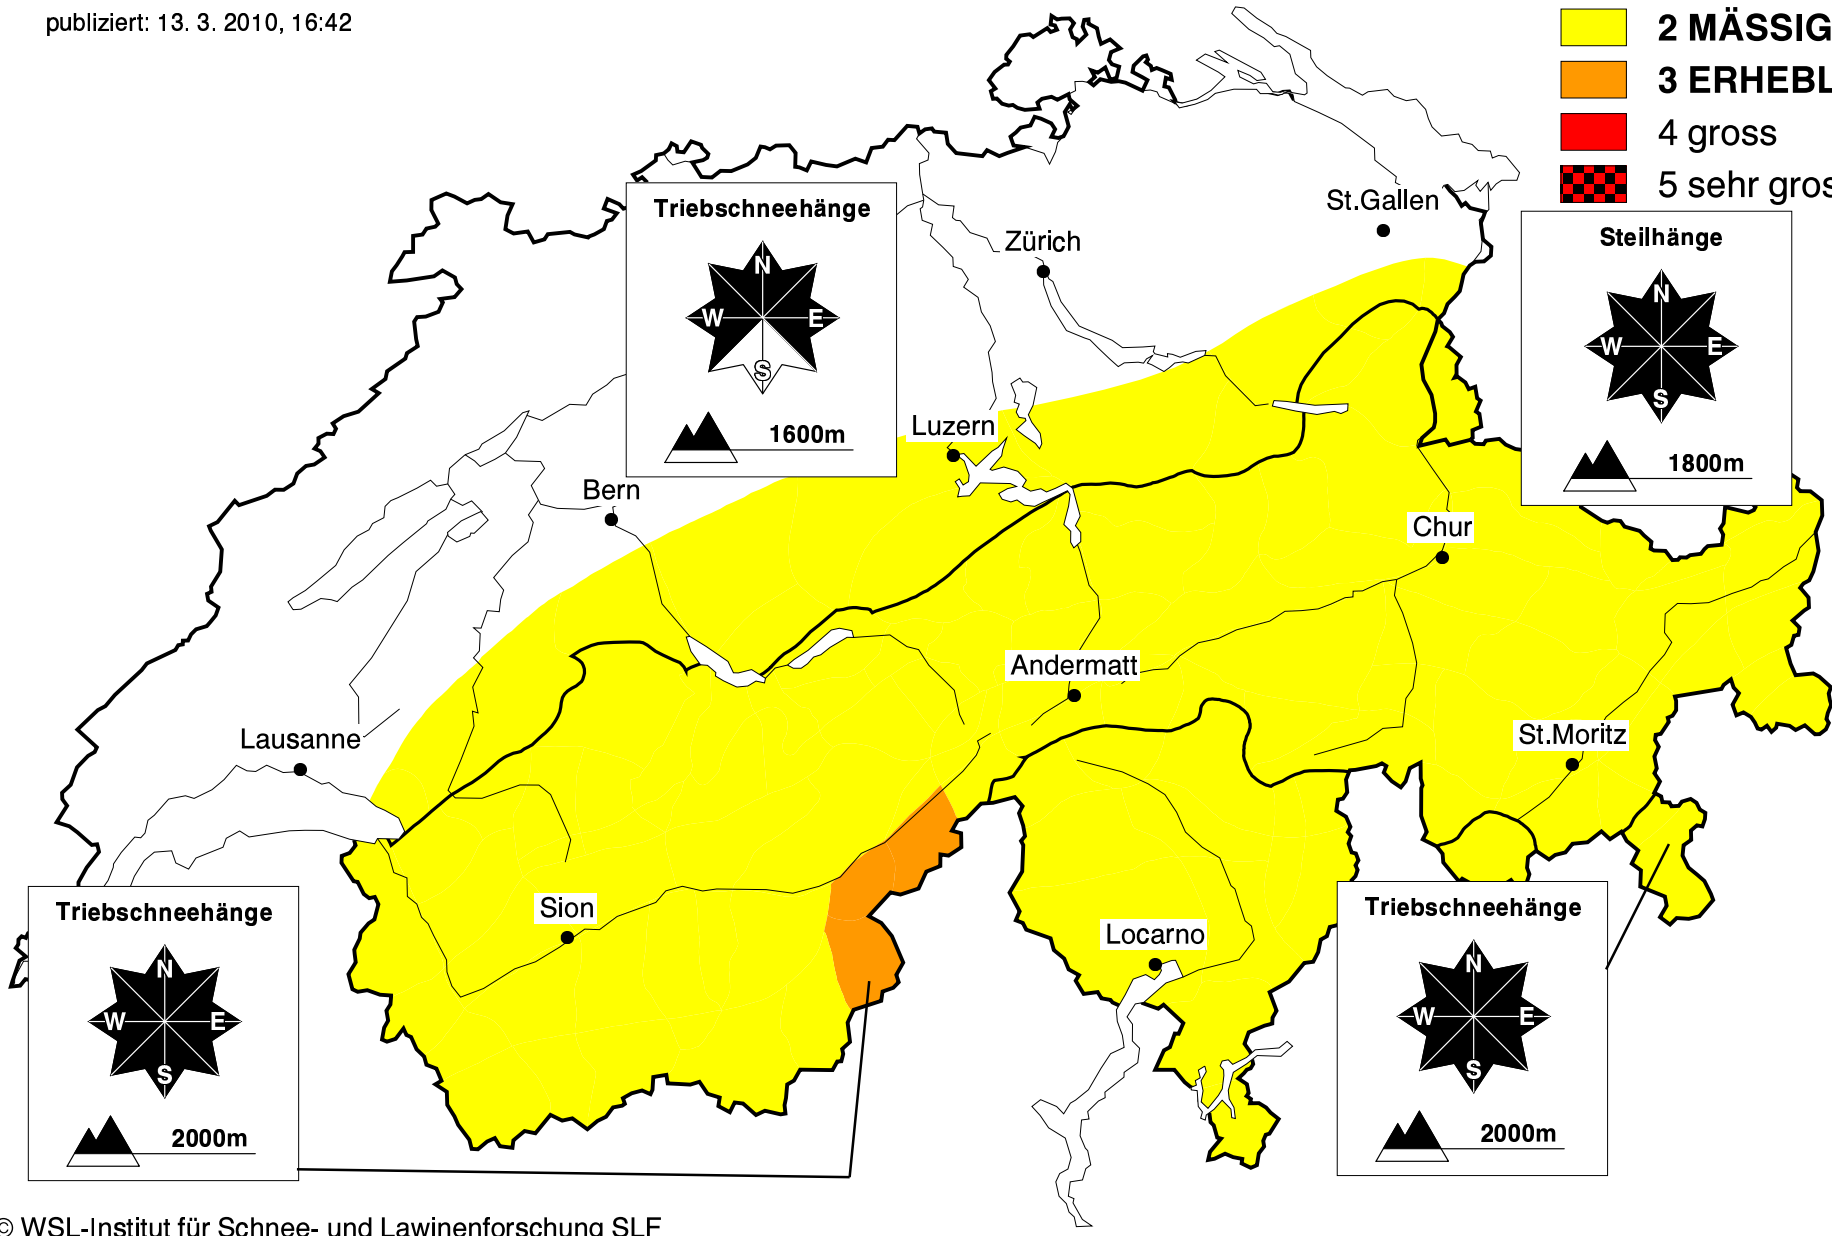 publiziert: 13. 3. 2010, 16:42
2 MÄSSIG
3 ERHEBL
4 gross
5 sehr gros
Triebschneehänge
N
W E
S
1600m
Steilhänge
N
W E
S
1800m
St.Gallen
Zürich
Luzern
Bern
Chur
Andermatt
St.Moritz
Lausanne
Sion
Locarno
Triebschneehänge
N
W E
S
2000m
Triebschneehänge
N
W E
S
2000m
© WSL-Institut für Schnee- und Lawinenforschung SLF